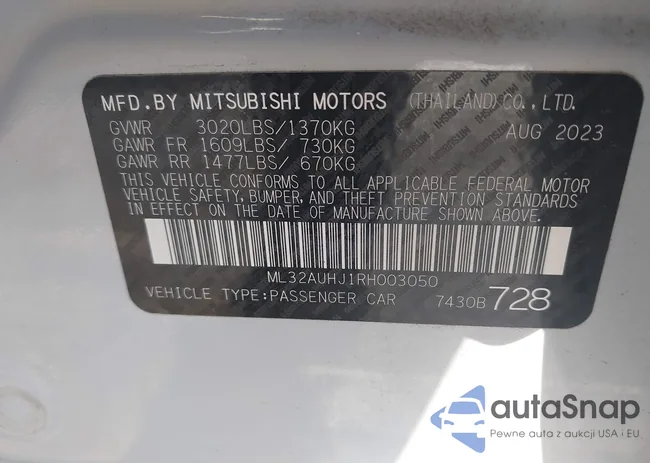 MFD.BY MITSUBISHI MOTORS (THAILAND)CO.,LTD.
GVWR 3020LBS/1370KG AUG 2023
GAWR FR 1609LBS/ 730KG
GAWR RR 1477LBS/ 670KG
THIS VEHICLE CONFORMS TO ALL APPLICABLE FEDERAL MOTOR
VEHICLE SAFETY, BUMPER, AND THEFT PREVENTION STANDARDS
IN EFFECT ON THE DATE OF MANUFACTURE SHOWN ABOVE.
ML32AUHJ1RH003050
VEHICLE TYPE:PASSENGER CAR 7430B 728
autaSnap
Pewne auta z aukcji USA i EU